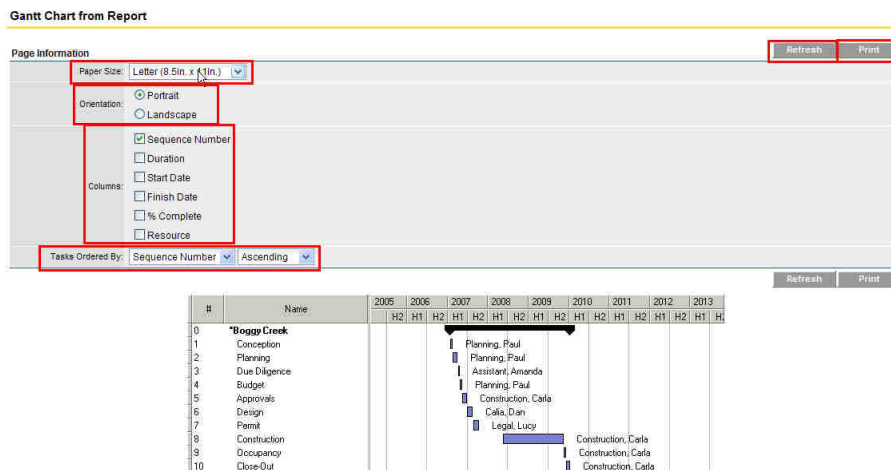 Gantt Chart from Report
Page Information
Refresh Print
Paper Size: Letter (8.5in. x 11in.)
Orientation: Portrait
Landscape
Columns: Sequence Number
Duration
Start Date
Finish Date
% Complete
Resource
Tasks Ordered By: Sequence Number Ascending
Refresh Print
# Name 2005 2006 2007 2008 2009 2010 2011 2012 2013
H2 H1 H2 H1 H2 H1 H2 H1 H2 H1 H2 H1 H2 H1 H2 H1 H
0 *Boggy Creek
1 Conception Planning, Paul
2 Planning Planning, Paul
3 Due Diligence Assistant, Amanda
4 Budget Planning, Paul
5 Approvals Construction, Carla
6 Design Calia, Dan
7 Permit Legal, Lucy
8 Construction Construction, Carla
9 Occupancy Construction, Carla
10 Close-Out Construction, Carla